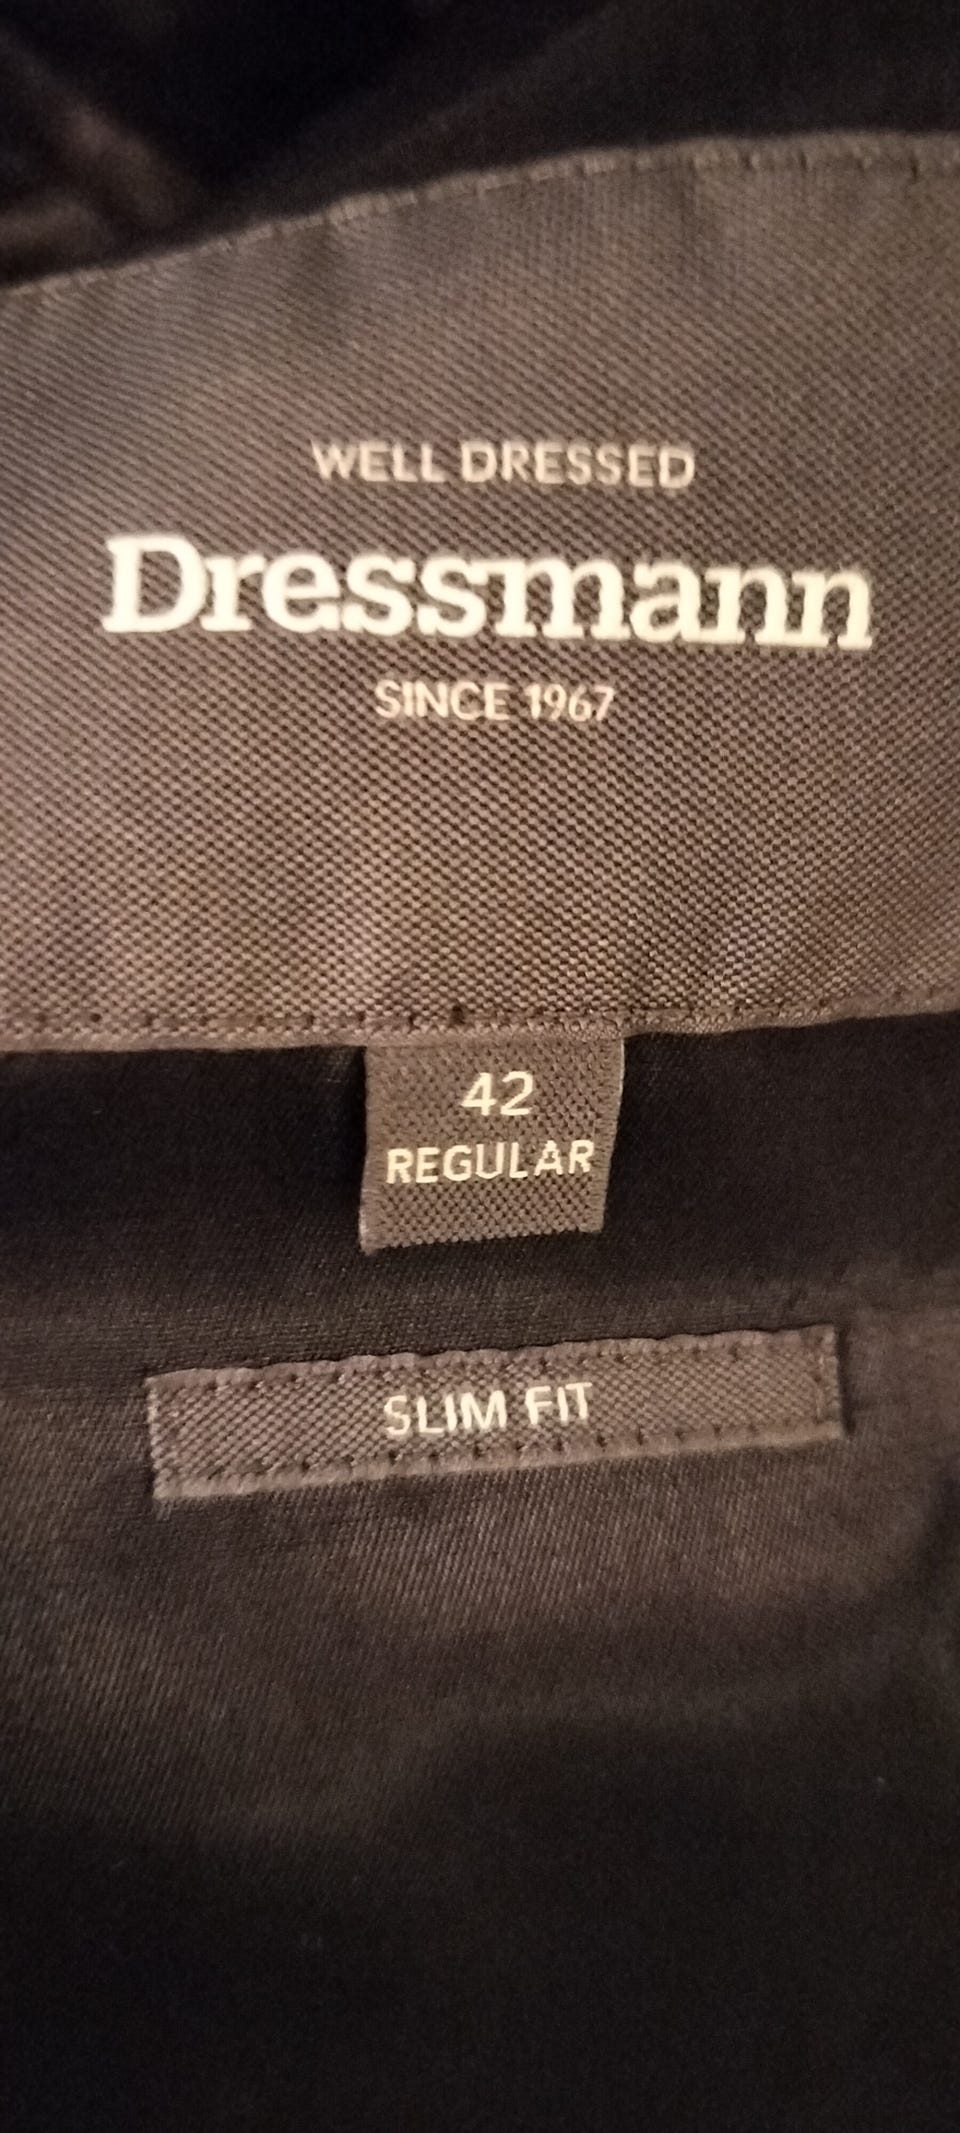 WELL DRESSED
Dressmann
SINCE 1967
42
REGULAR
SLIM FIT